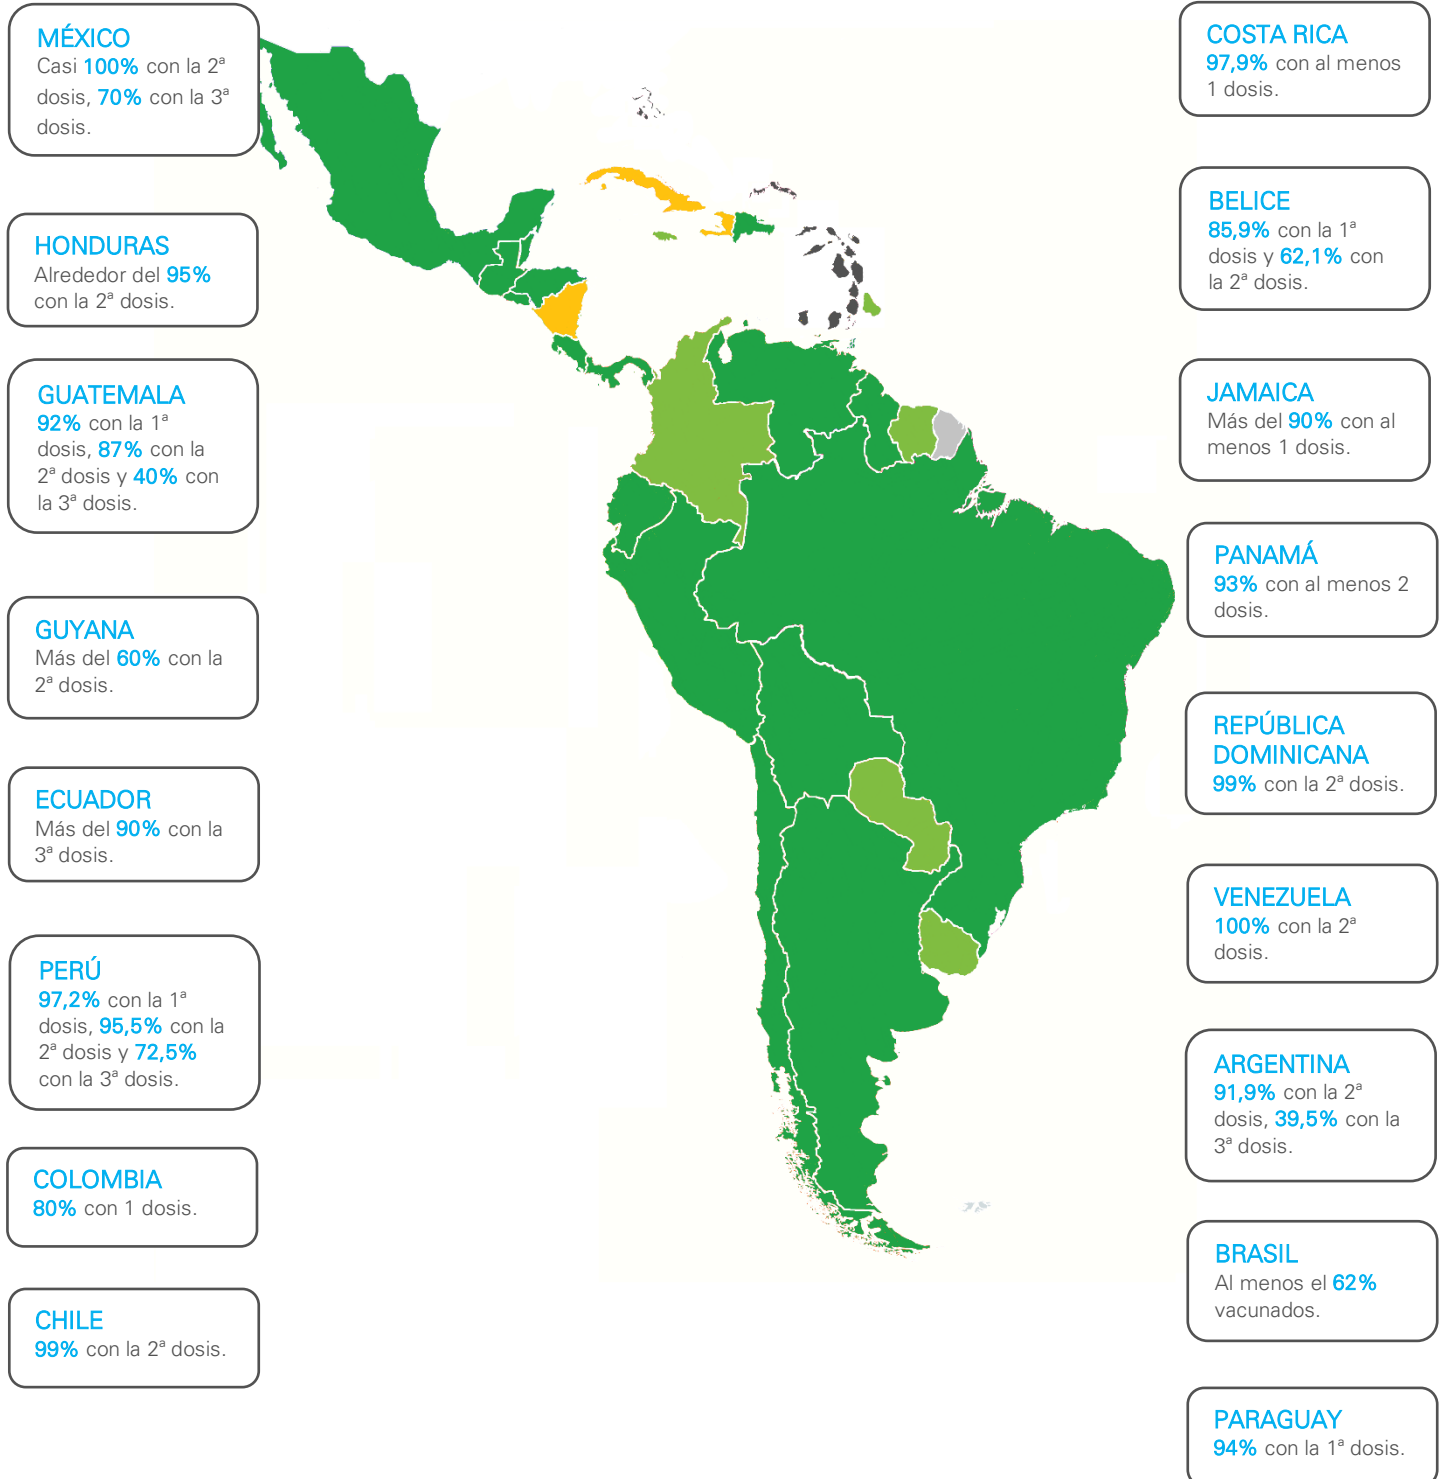 MÉXICO
Casi 100% con la 2ª
dosis, 70% con la 3ª
dosis.
HONDURAS
Alrededor del 95%
con la 2ª dosis.
GUATEMALA
92% con la 1ª
dosis, 87% con la
2ª dosis y 40% con
la 3ª dosis.
GUYANA
Más del 60% con la
2ª dosis.
ECUADOR
Más del 90% con la
3ª dosis.
PERÚ
97,2% con la 1ª
dosis, 95,5% con la
2ª dosis y 72,5%
con la 3ª dosis.
COLOMBIA
80% con 1 dosis.
CHILE
99% con la 2ª dosis.
COSTA RICA
97,9% con al menos
1 dosis.
BELICE
85,9% con la 1ª
dosis y 62,1% con
la 2ª dosis.
JAMAICA
Más del 90% con al
menos 1 dosis.
PANAMÁ
93% con al menos 2
dosis.
REPÚBLICA
DOMINICANA
99% con la 2ª dosis.
VENEZUELA
100% con la 2ª
dosis.
ARGENTINA
91,9% con la 2ª
dosis, 39,5% con la
3ª dosis.
BRASIL
Al menos el 62%
vacunados.
PARAGUAY
94% con la 1ª dosis.